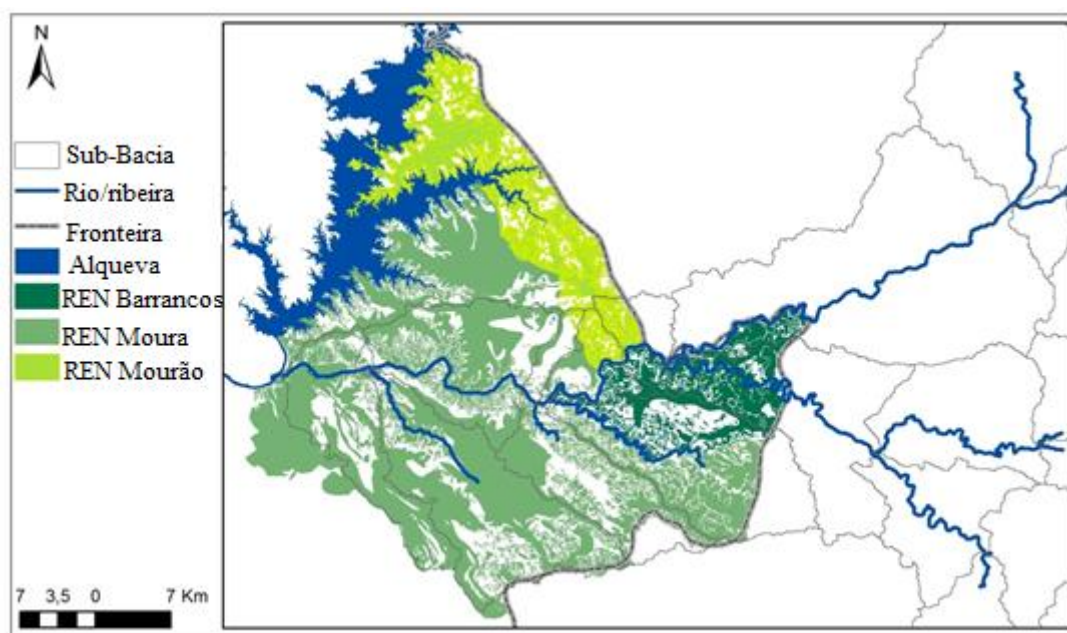 N
Sub-Bacia
Rio/ribeira
Fronteira
Alqueva
REN Barrancos
REN Moura
REN Mourão
7 3,5 0 7 Km